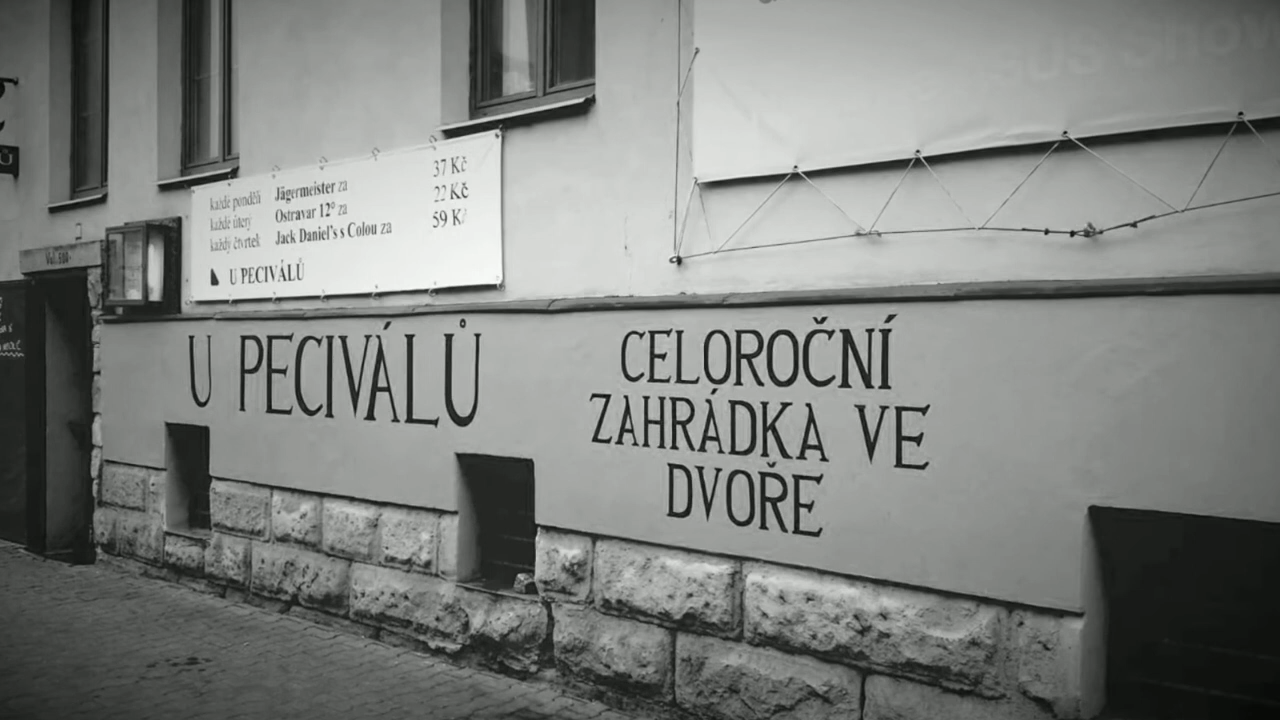 každé pondělí Jägermeister za 37 Kč
každé úterý Ostravar 12° za 22 Kč
každý čtvrtek Jack Daniel's s Colou za 59 Kč
U PECIVÁLŮ
U PECIVÁLŮ
CELOROČNÍ
ZAHRÁDKA VE
DVOŘE